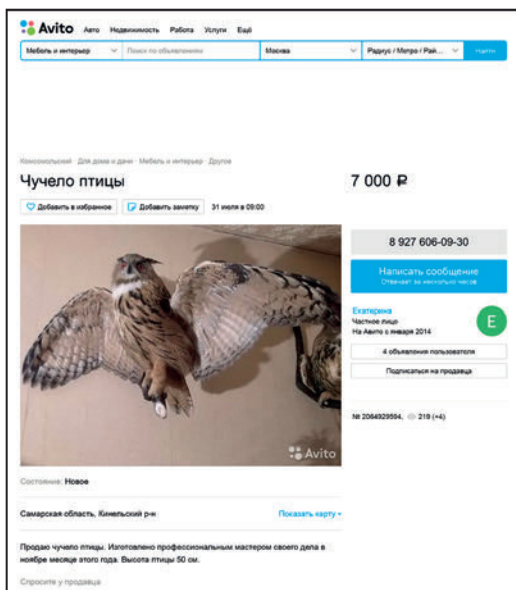 Avito Авто Недвижимость Работа Услуги Ещё
Мебель и интерьер Поиск по объявлениям Москва Радиус / Метро / Рай... Найти
Комсомольский · Для дома и дачи · Мебель и интерьер · Другое
Чучело птицы 7 000 ₽
Добавить в избранное Добавить заметку 31 июля в 09:00
8 927 606-09-30
Написать сообщение
Отвечает за несколько часов
Екатерина
Частное лицо
На Авито с января 2014
E
4 объявления пользователя
Подписаться на продавца
№ 2064929594, 219 (+4)
Avito
Состояние: Новое
Самарская область, Кинельский р-н Показать карту
Продаю чучело птицы. Изготовлено профессиональным мастером своего дела в
ноябре месяце этого года. Высота птицы 50 см.
Спросите у продавца